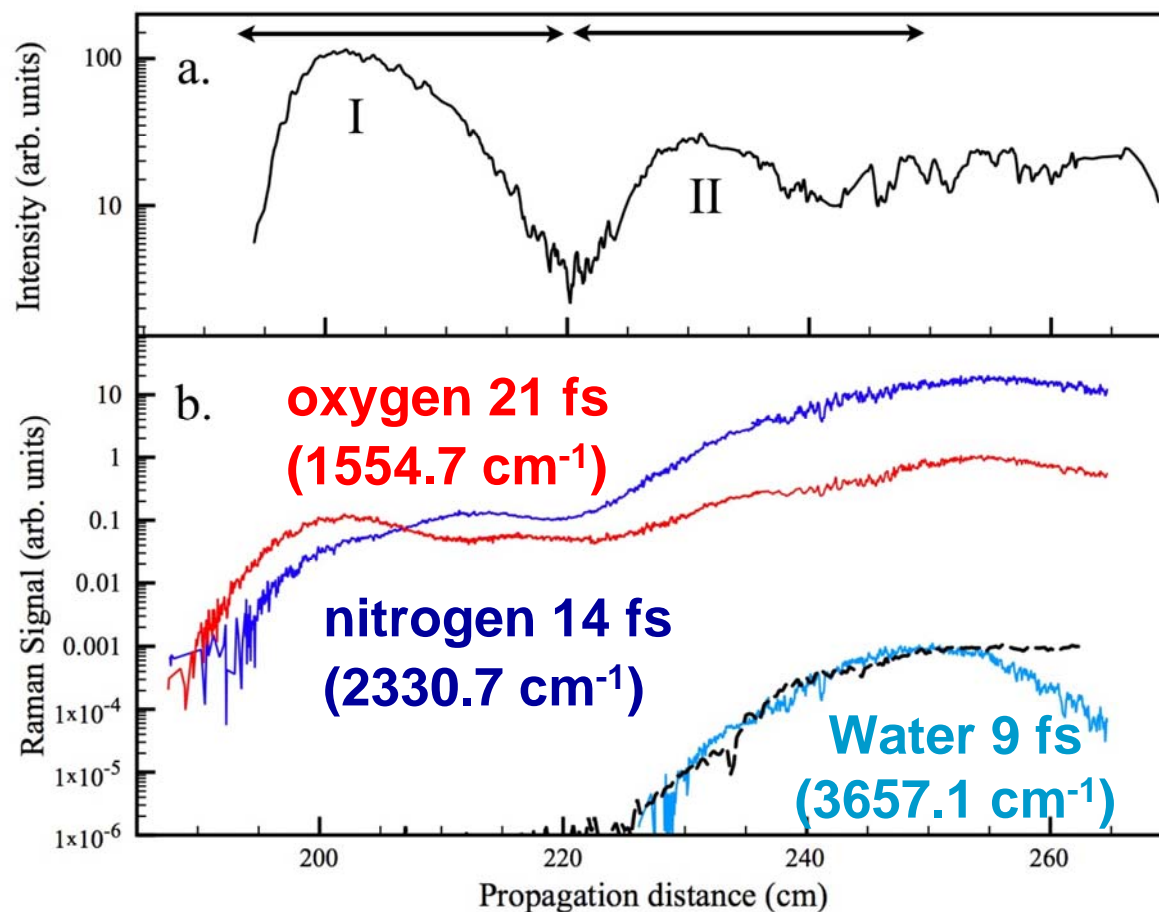 100
10
Intensity (arb. units)
a.
I
II
b.
oxygen 21 fs
(1554.7 cm-1)
nitrogen 14 fs
(2330.7 cm-1)
Water 9 fs
(3657.1 cm-1)
10
1
0.1
0.01
0.001
1x10-4
1x10-5
1x10-6
Raman Signal (arb. units)
200
220
240
260
Propagation distance (cm)